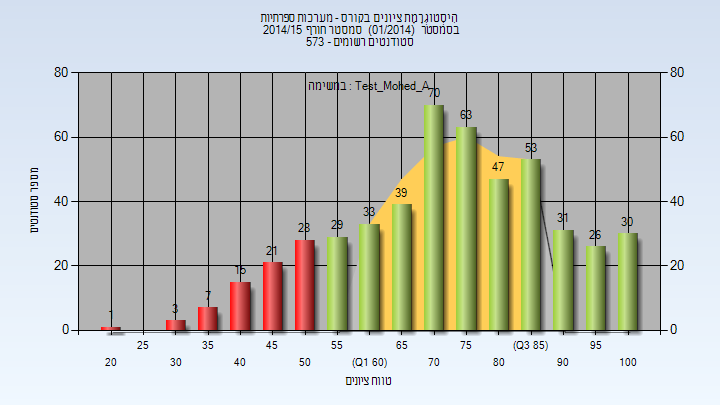 היסטוגרמת ציונים בקורס - מערכות ספרתיות
בסמסטר (01/2014) סמסטר חורף 2014/15
סטודנטים רשומים - 573
במשימה : Test_Mohed_A
מספר סטודנטים
80 80
60 60
40 40
20 20
0 0
1 3 7 15 21 28 29 33 39 70 63 47 53 31 26 30
25 35 45 55 65 75 (Q3 85) 95
20 30 40 50 (Q1 60) 70 80 90 100
טווח ציונים